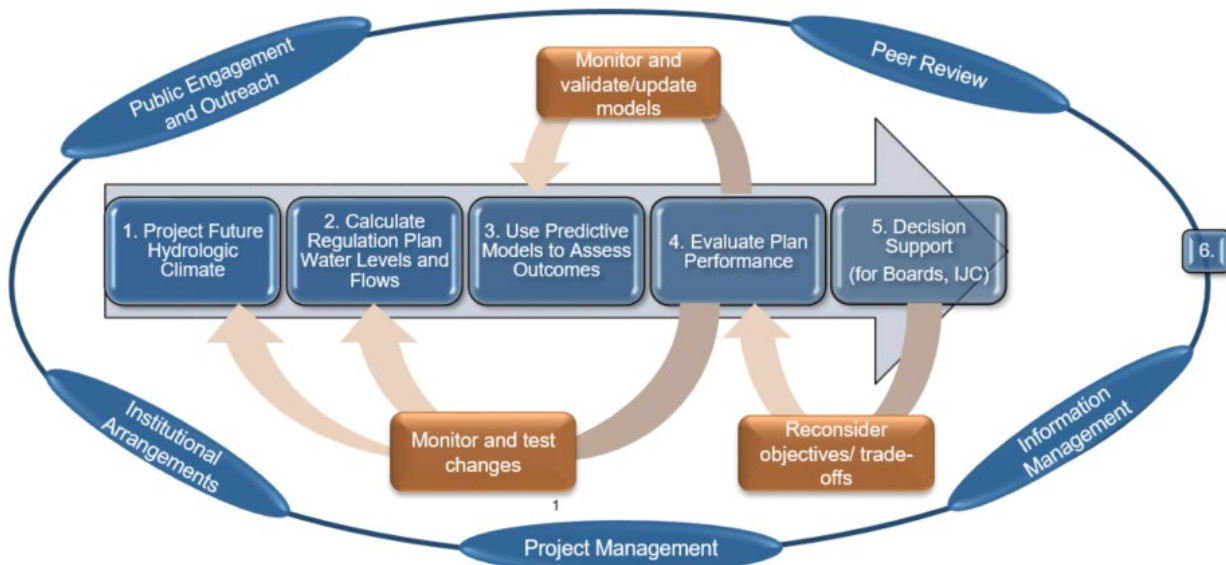 Public Engagement
and Outreach
Peer Review
Monitor and
validate/update
models
1. Project Future
Hydrologic
Climate
2. Calculate
Regulation Plan
Water Levels and
Flows
3. Use Predictive
Models to Assess
Outcomes
4. Evaluate Plan
Performance
5. Decision
Support
(for Boards, IJC)
6.
Institutional
Arrangements
Monitor and test
changes
Reconsider
objectives/ trade-
offs
Information
Management
1
Project Management